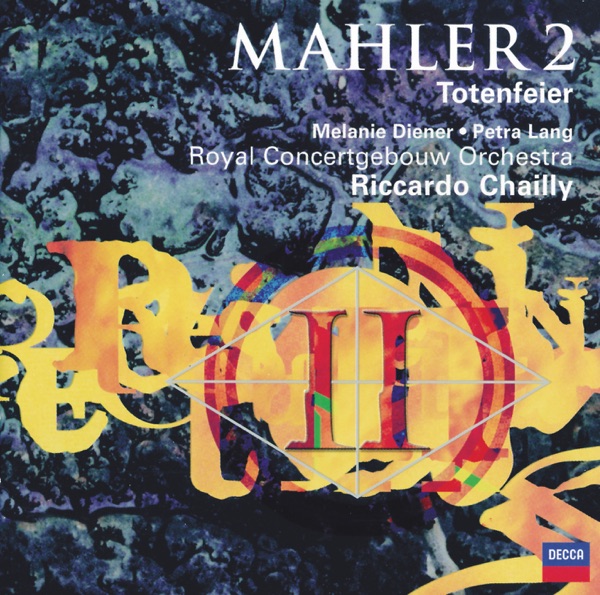 MAHLER 2
Totenfeier
Melanie Diener • Petra Lang
Royal Concertgebouw Orchestra
Riccardo Chailly
II
DECCA